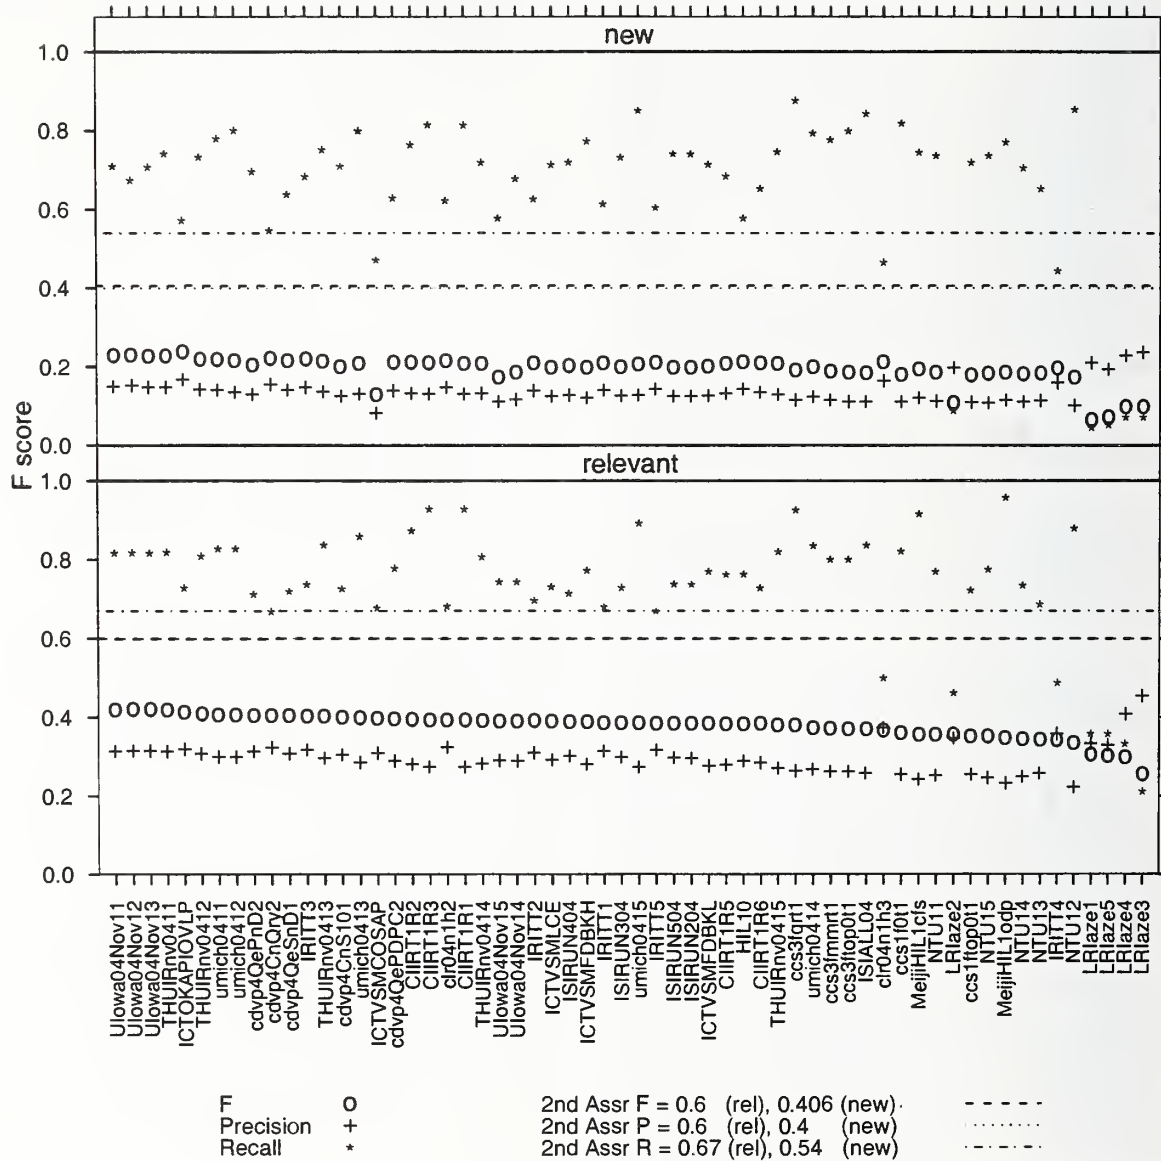 new
1.0
0.8
0.6
0.4
0.2
0.0
F score
relevant
1.0
0.8
0.6
0.4
0.2
0.0
UIowa04Nov11
UIowa04Nov12
UIowa04Nov13
THUIRnv0411
ICTOKAPIOVLP
THUIRnv0412
umich0411
umich0412
cdvp4QePnD2
cdvp4CnQry2
cdvp4QeSnD1
IRITT3
THUIRnv0413
cdvp4CnS101
umich0413
ICTVSMCOSAP
cdvp4QePDPC2
CIIRT1R2
CIIRT1R3
clr04n1h2
CIIRT1R1
THUIRnv0414
UIowa04Nov15
UIowa04Nov14
IRITT2
ICTVSMLCE
ISIRUN404
ICTVSMFDBKH
IRITT1
ISIRUN304
umich0415
IRITT5
ISIRUN504
ISIRUN204
ICTVSMFDBKL
CIIRT1R5
HIL10
CIIRT1R6
THUIRnv0415
ccs3fqrt1
umich0414
ccs3fmmrt1
ccs3ftop0t1
ISIALL04
clr04n1h3
ccs1f0t1
MeijiHIL1cfs
NTU11
LRIaze2
ccs1ftop0t1
NTU15
MeijiHIL1odp
NTU14
NTU13
IRITT4
NTU12
LRIaze1
LRIaze5
LRIaze4
LRIaze3
F o
Precision +
Recall *
2nd Assr F = 0.6 (rel), 0.406 (new)
2nd Assr P = 0.6 (rel), 0.4 (new)
2nd Assr R = 0.67 (rel), 0.54 (new)